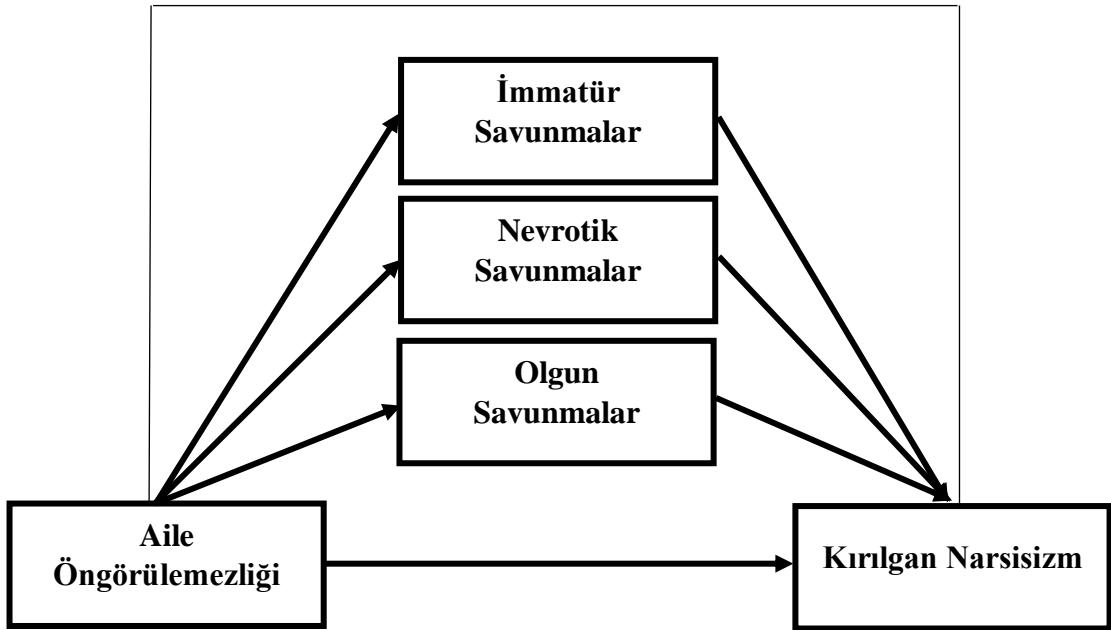 İmmatür
Savunmalar
Nevrotik
Savunmalar
Olgun
Savunmalar
Aile
Öngörülemezliği
Kırılgan Narsisizm